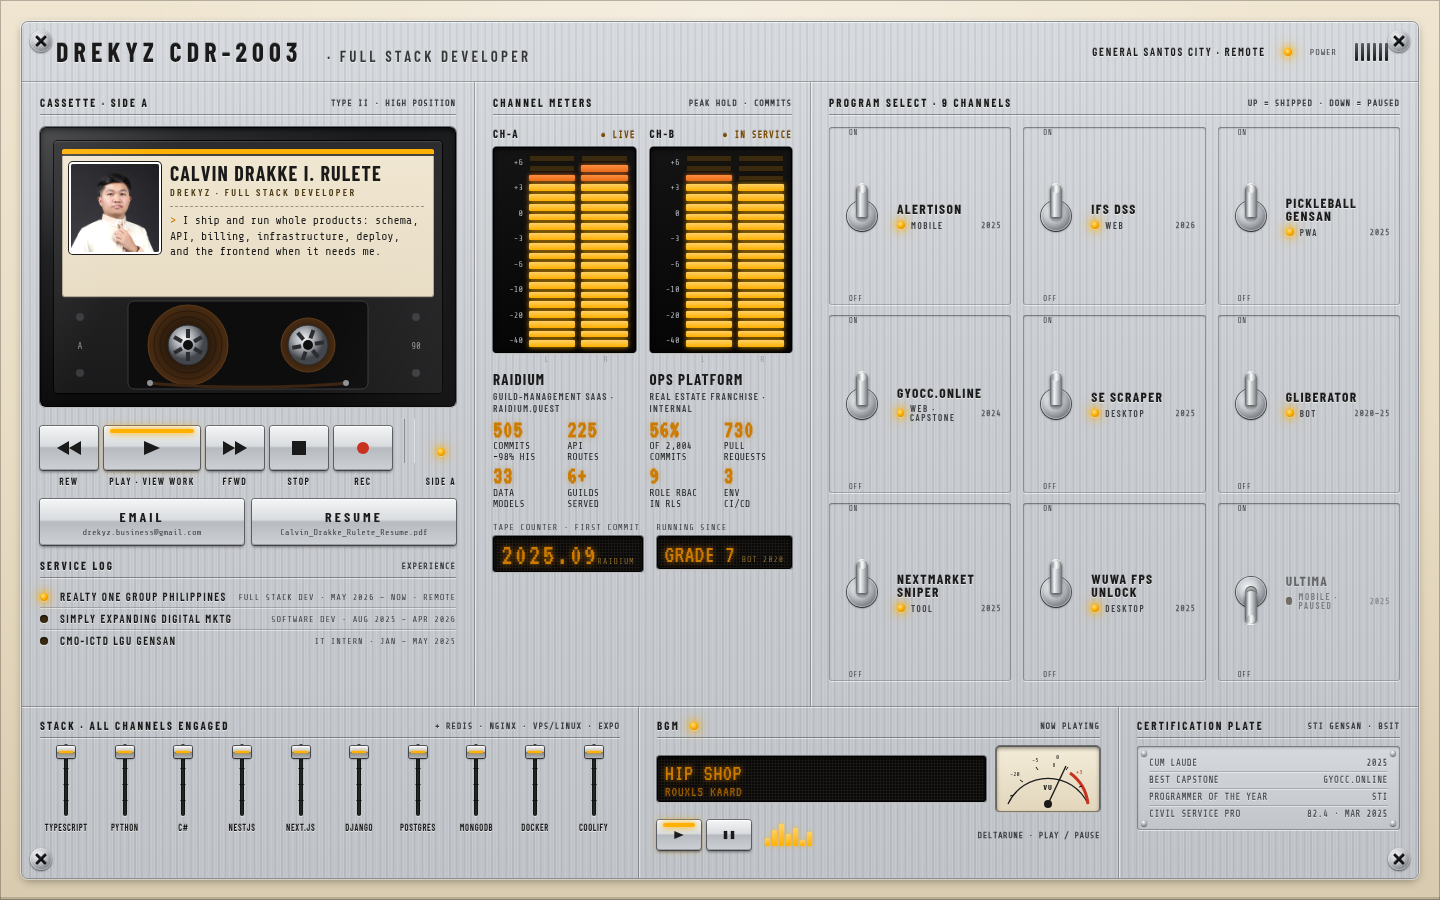 DREKYZ CDR-2003 · FULL STACK DEVELOPER
GENERAL SANTOS CITY · REMOTE POWER
CASSETTE · SIDE A TYPE II · HIGH POSITION
CALVIN DRAKKE I. RULETE
DREKYZ · FULL STACK DEVELOPER
> I ship and run whole products: schema,
API, billing, infrastructure, deploy,
and the frontend when it needs me.
A 90
REW PLAY · VIEW WORK FFWD STOP REC SIDE A
EMAIL
drekyz.business@gmail.com
RESUME
Calvin_Drakke_Rulete_Resume.pdf
SERVICE LOG EXPERIENCE
REALTY ONE GROUP PHILIPPINES FULL STACK DEV · MAY 2026 – NOW · REMOTE
SIMPLY EXPANDING DIGITAL MKTG SOFTWARE DEV · AUG 2025 – APR 2026
CMO-ICTD LGU GENSAN IT INTERN · JAN – MAY 2025
CHANNEL METERS PEAK HOLD · COMMITS
CH-A LIVE
+6
+3
0
-3
-6
-10
-20
-40
L R
RAIDIUM
GUILD-MANAGEMENT SAAS ·
RAIDIUM.QUEST
505 225
COMMITS API
~98% HIS ROUTES
33 6+
DATA GUILDS
MODELS SERVED
CH-B IN SERVICE
+6
+3
0
-3
-6
-10
-20
-40
L R
OPS PLATFORM
REAL ESTATE FRANCHISE ·
INTERNAL
56% 730
OF 2,004 PULL
COMMITS REQUESTS
9 3
ROLE RBAC ENV
IN RLS CI/CD
TAPE COUNTER · FIRST COMMIT
2025.09 RAIDIUM
RUNNING SINCE
GRADE 7 BOT 2020
PROGRAM SELECT · 9 CHANNELS UP = SHIPPED · DOWN = PAUSED
ON
ALERTISON
MOBILE 2025
OFF
ON
IFS DSS
WEB 2026
OFF
ON
PICKLEBALL
GENSAN
PWA 2025
OFF
ON
GYOCC.ONLINE
WEB ·
CAPSTONE 2024
OFF
ON
SE SCRAPER
DESKTOP 2025
OFF
ON
GLIBERATOR
BOT 2020-25
OFF
ON
NEXTMARKET
SNIPER
TOOL 2025
OFF
ON
WUWA FPS
UNLOCK
DESKTOP 2025
OFF
ON
ULTIMA
MOBILE ·
PAUSED 2025
OFF
STACK · ALL CHANNELS ENGAGED + REDIS · NGINX · VPS/LINUX · EXPO
TYPESCRIPT PYTHON C# NESTJS NEXT.JS DJANGO POSTGRES MONGODB DOCKER COOLIFY
BGM NOW PLAYING
HIP SHOP
ROUXLS KAARD
-20 -5 0 +3
VU
DELTARUNE · PLAY / PAUSE
CERTIFICATION PLATE STI GENSAN · BSIT
CUM LAUDE 2025
BEST CAPSTONE GYOCC.ONLINE
PROGRAMMER OF THE YEAR STI
CIVIL SERVICE PRO 82.4 · MAR 2025